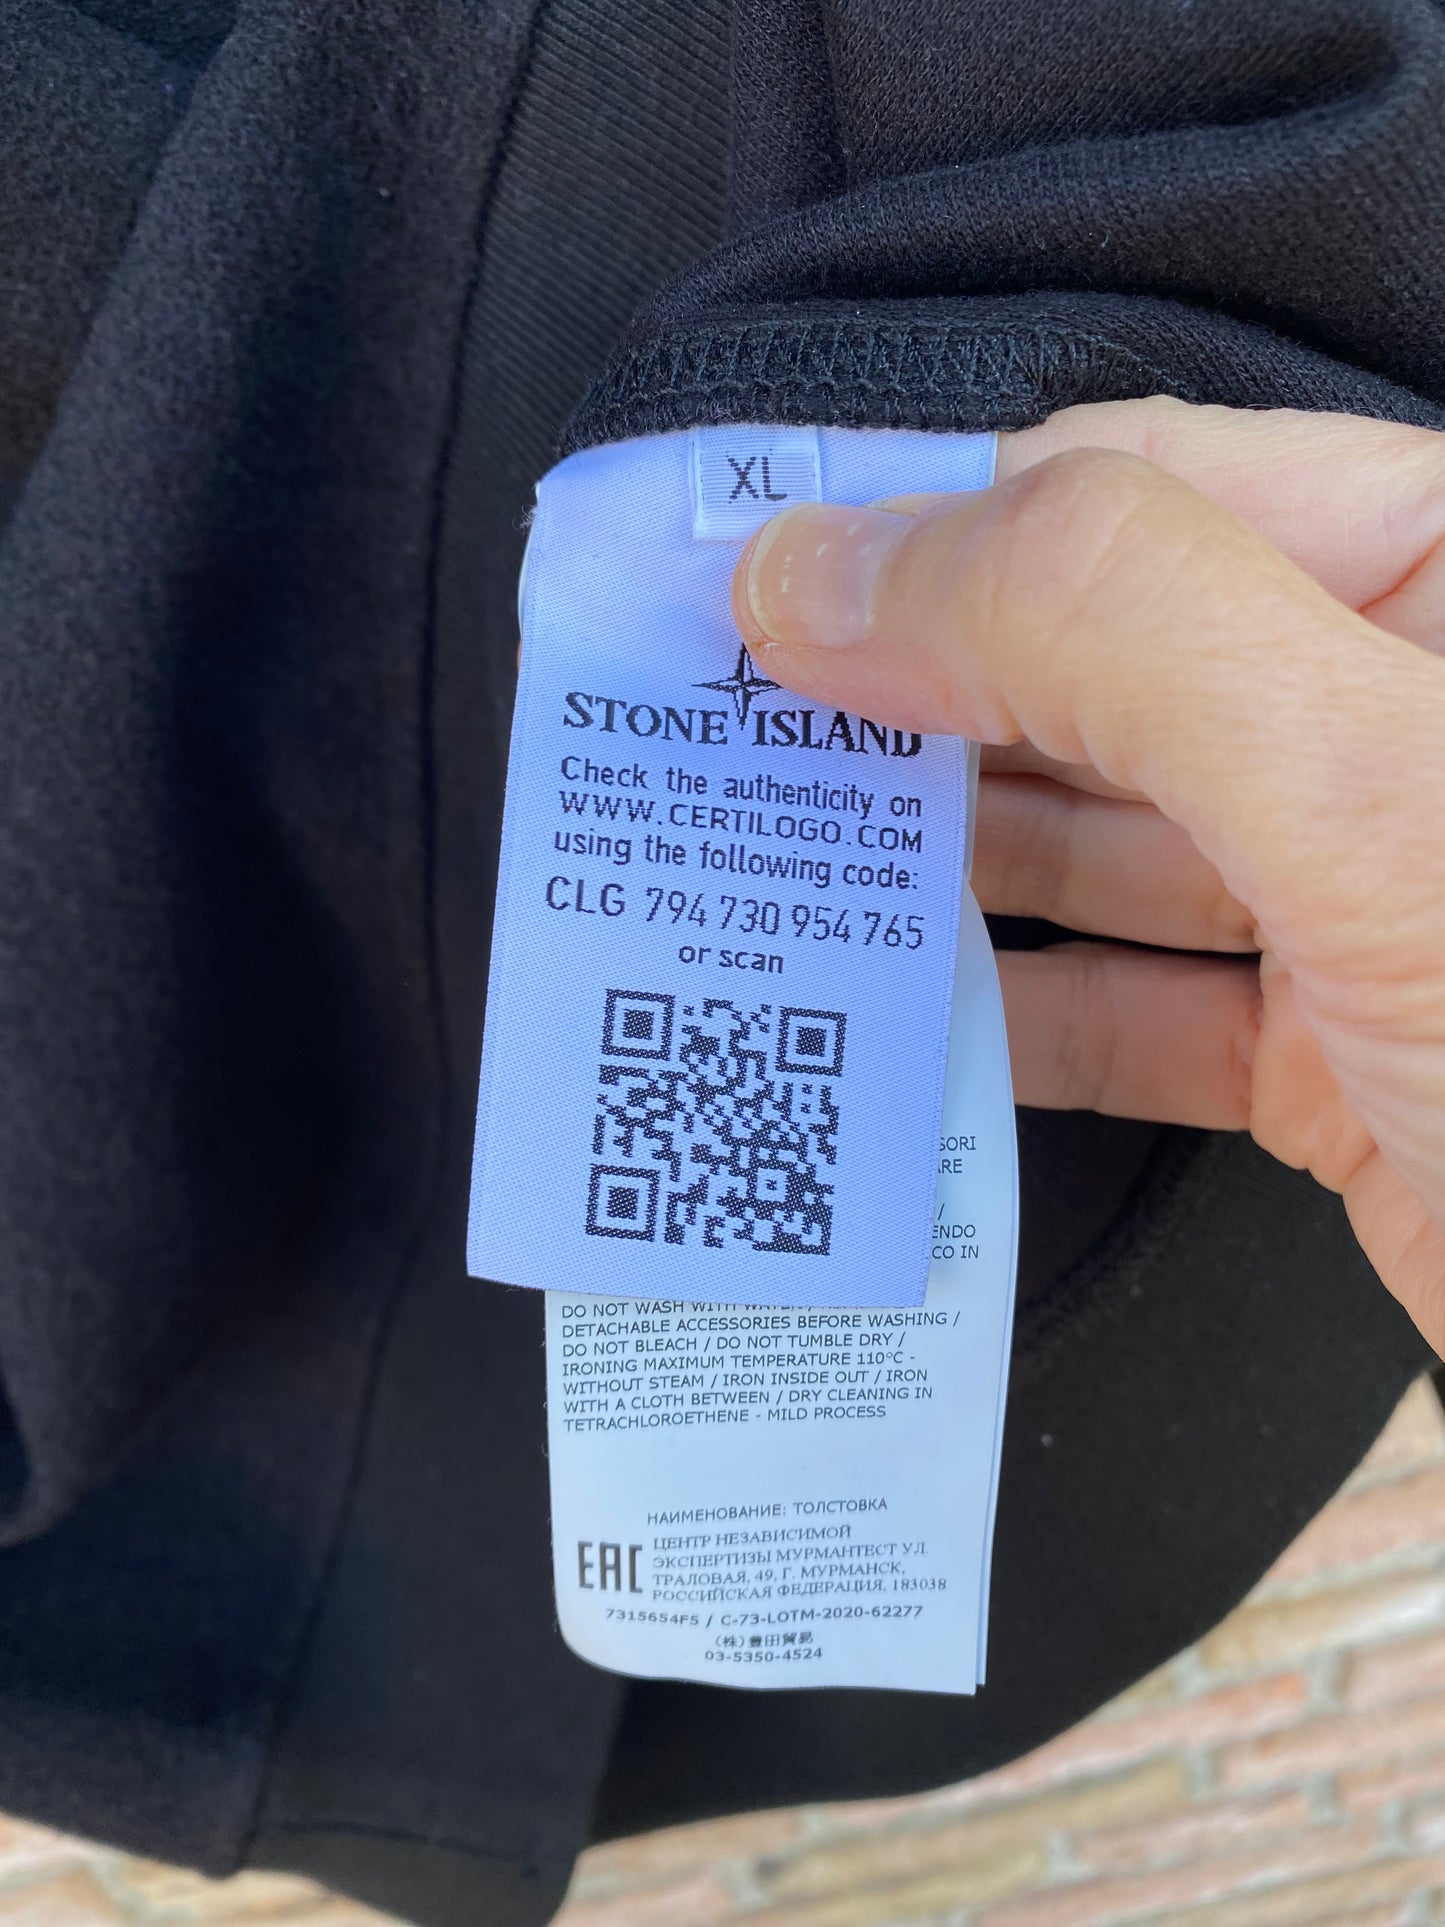 XL
STONE ISLAND
Check the authenticity on
WWW.CERTILOGO.COM
using the following code:
CLG 794 730 954 765
or scan
ENDO
CO IN
DO NOT WASH WITH WATER /
DETACHABLE ACCESSORIES BEFORE WASHING /
DO NOT BLEACH / DO NOT TUMBLE DRY /
IRONING MAXIMUM TEMPERATURE 110°C -
WITHOUT STEAM / IRON INSIDE OUT / IRON
WITH A CLOTH BETWEEN / DRY CLEANING IN
TETRACHLOROETHENE - MILD PROCESS
НАИМЕНОВАНИЕ: ТОЛСТОВКА
EAC
ЦЕНТР НЕЗАВИСИМОЙ
ЭКСПЕРТИЗЫ МУРМАНТЕСТ УЛ.
ТРАЛОВАЯ, 49, Г. МУРМАНСК,
РОССИЙСКАЯ ФЕДЕРАЦИЯ, 183038
7315654F5 / C-73-LOTM-2020-62277
(株)豊田貿易
03-5350-4524